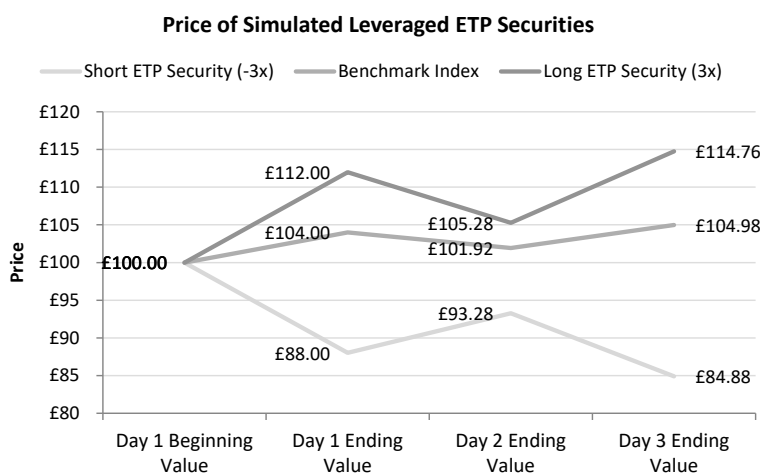 Price of Simulated Leveraged ETP Securities
Short ETP Security (-3x) Benchmark Index Long ETP Security (3x)
£120
£115
£110
£105
£100
£95
£90
£85
£80
Price
£100.00
£112.00
£104.00
£88.00
£105.28
£101.92
£93.28
£114.76
£104.98
£84.88
Day 1 Beginning Value
Day 1 Ending Value
Day 2 Ending Value
Day 3 Ending Value